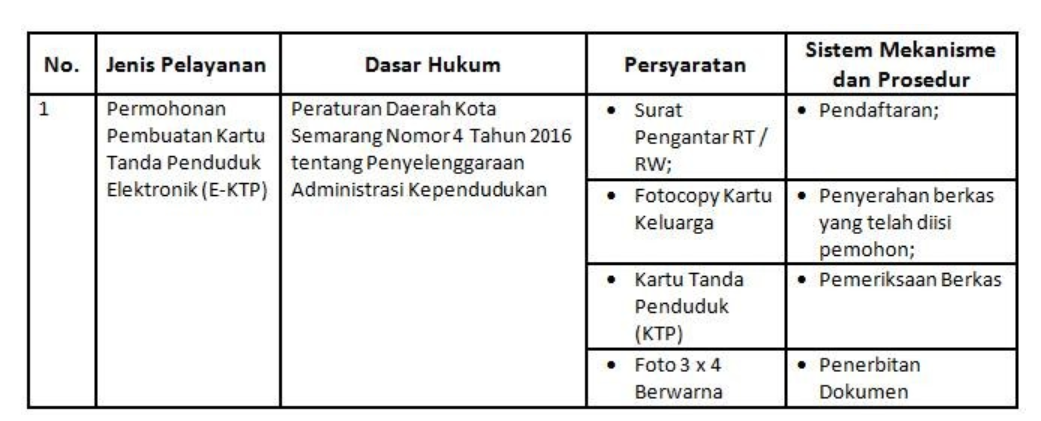 No.
Jenis Pelayanan
Dasar Hukum
Persyaratan
Sistem Mekanisme
dan Prosedur
1
Permohonan
Pembuatan Kartu
Tanda Penduduk
Elektronik (E-KTP)
Peraturan Daerah Kota
Semarang Nomor 4 Tahun 2016
tentang Penyelenggaraan
Administrasi Kependudukan
• Surat
Pengantar RT /
RW;
• Pendaftaran;
• Fotocopy Kartu
Keluarga
• Penyerahan berkas
yang telah diisi
pemohon;
• Kartu Tanda
Penduduk
(KTP)
• Pemeriksaan Berkas
• Foto 3 x 4
Berwarna
• Penerbitan
Dokumen